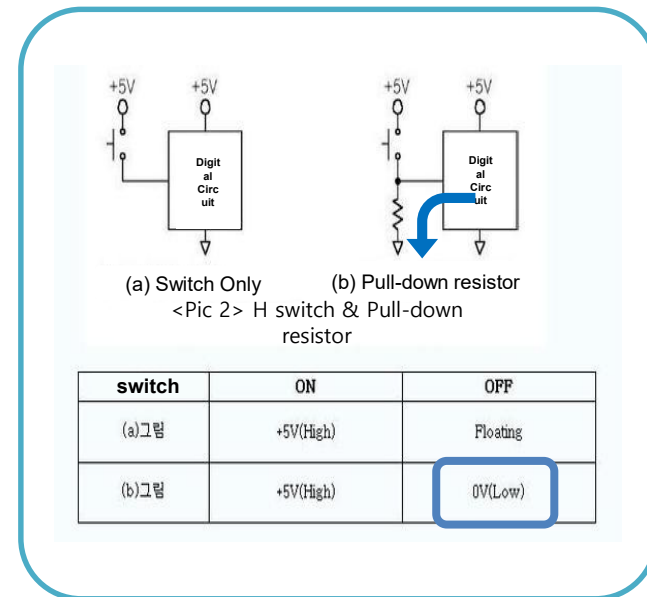 +5V +5V +5V +5V
Digit
al
Circ
uit
Digit
al
Circ
uit
(a) Switch Only (b) Pull-down resistor
<Pic 2> H switch & Pull-down
resistor
switch ON OFF
(a)그림 +5V(High) Floating
(b)그림 +5V(High) 0V(Low)